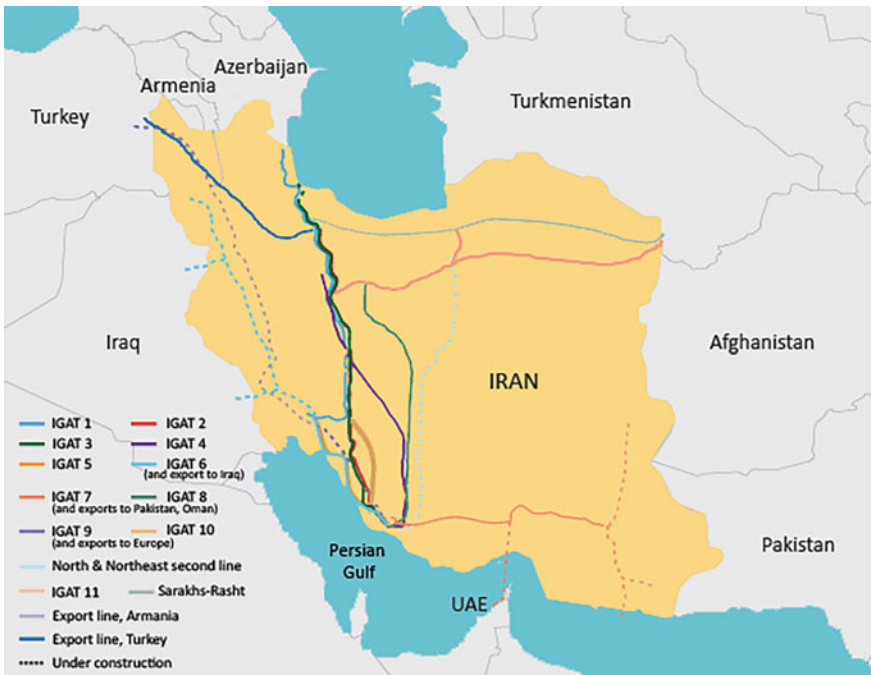 Azerbaijan
Armenia
Turkey
Turkmenistan
Iraq
Afghanistan
IRAN
IGAT 1
IGAT 2
IGAT 3
IGAT 4
IGAT 5
IGAT 6
(and export to Iraq)
IGAT 7
(and exports to Pakistan, Oman)
IGAT 8
IGAT 9
(and exports to Europe)
IGAT 10
Persian
Gulf
Pakistan
North & Northeast second line
IGAT 11
Sarakhs-Rasht
UAE
Export line, Armania
Export line, Turkey
Under construction